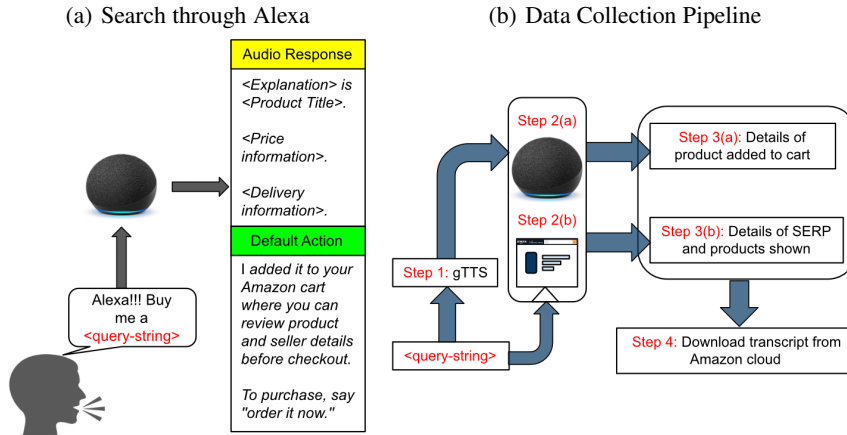 (a) Search through Alexa
Audio Response
<Explanation> is
<Product Title>.
<Price
information>.
<Delivery
information>.
Default Action
I added it to your
Amazon cart
where you can
review product
and seller details
before checkout.
To purchase, say
"order it now."
Alexa!!! Buy
me a
<query-string>
(b) Data Collection Pipeline
Step 2(a)
Step 2(b)
Step 1: gTTS
<query-string>
Step 3(a): Details of
product added to cart
Step 3(b): Details of SERP
and products shown
Step 4: Download transcript from
Amazon cloud